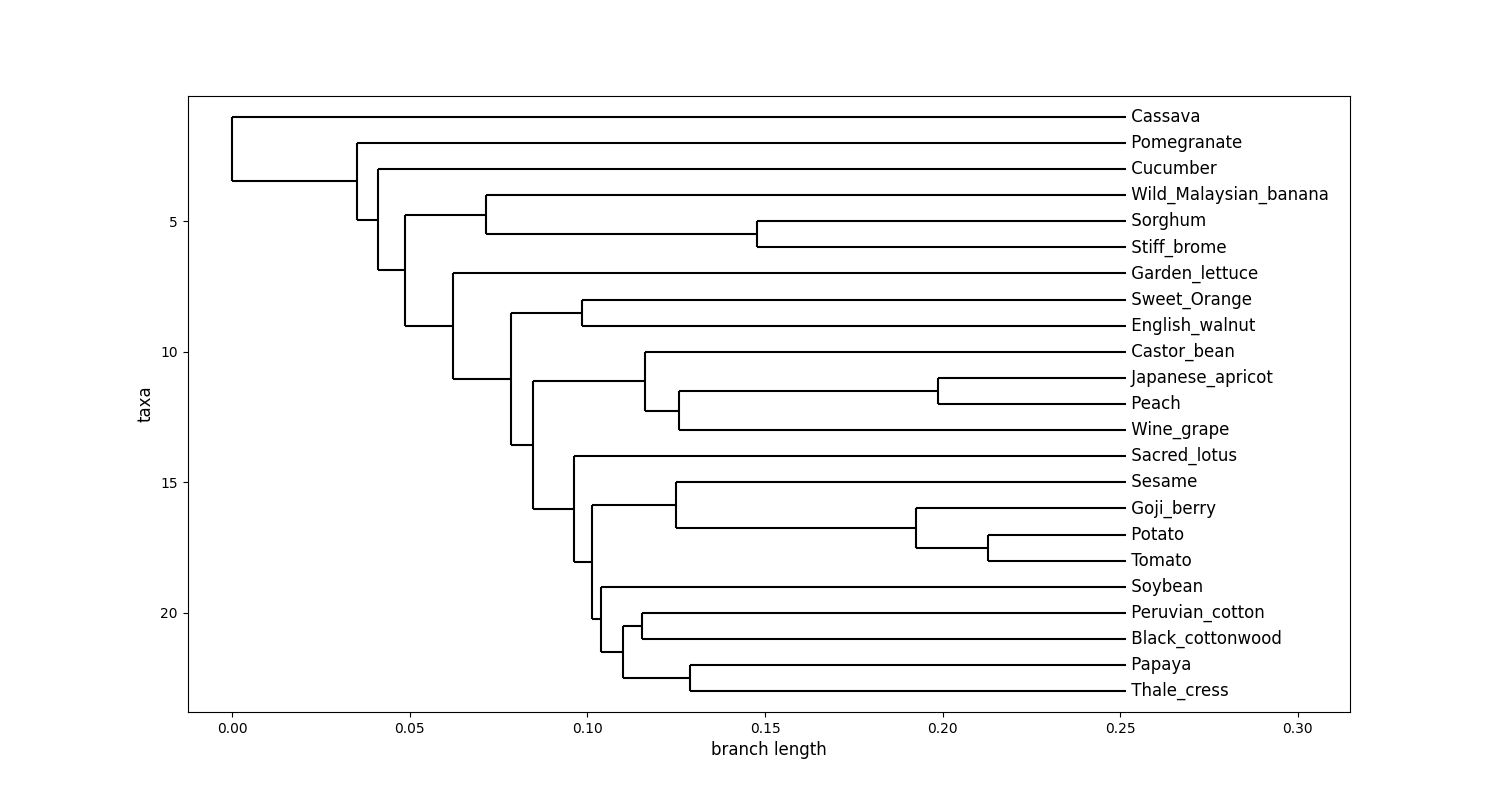 Cassava
Pomegranate
Cucumber
Wild_Malaysian_banana
5
Sorghum
Stiff_brome
Garden_lettuce
Sweet_Orange
English_walnut
10
Castor_bean
Japanese_apricot
Peach
Wine_grape
taxa
Sacred_lotus
15
Sesame
Goji_berry
Potato
Tomato
Soybean
20
Peruvian_cotton
Black_cottonwood
Papaya
Thale_cress
0.00 0.05 0.10 0.15 0.20 0.25 0.30
branch length